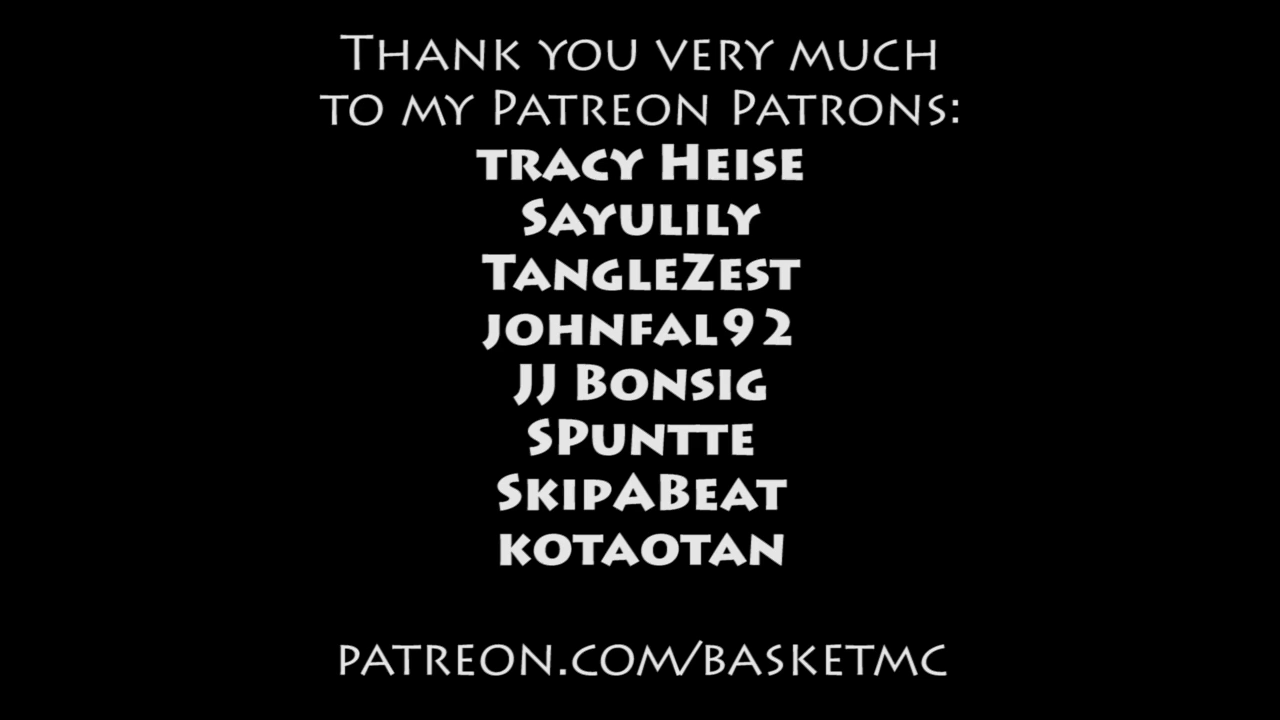 Thank you very much
to my Patreon Patrons:
tracy Heise
Sayulily
TangleZest
johnfal92
JJ Bonsig
SPuntte
SkipABeat
kotaotan
patreon.com/basketmc